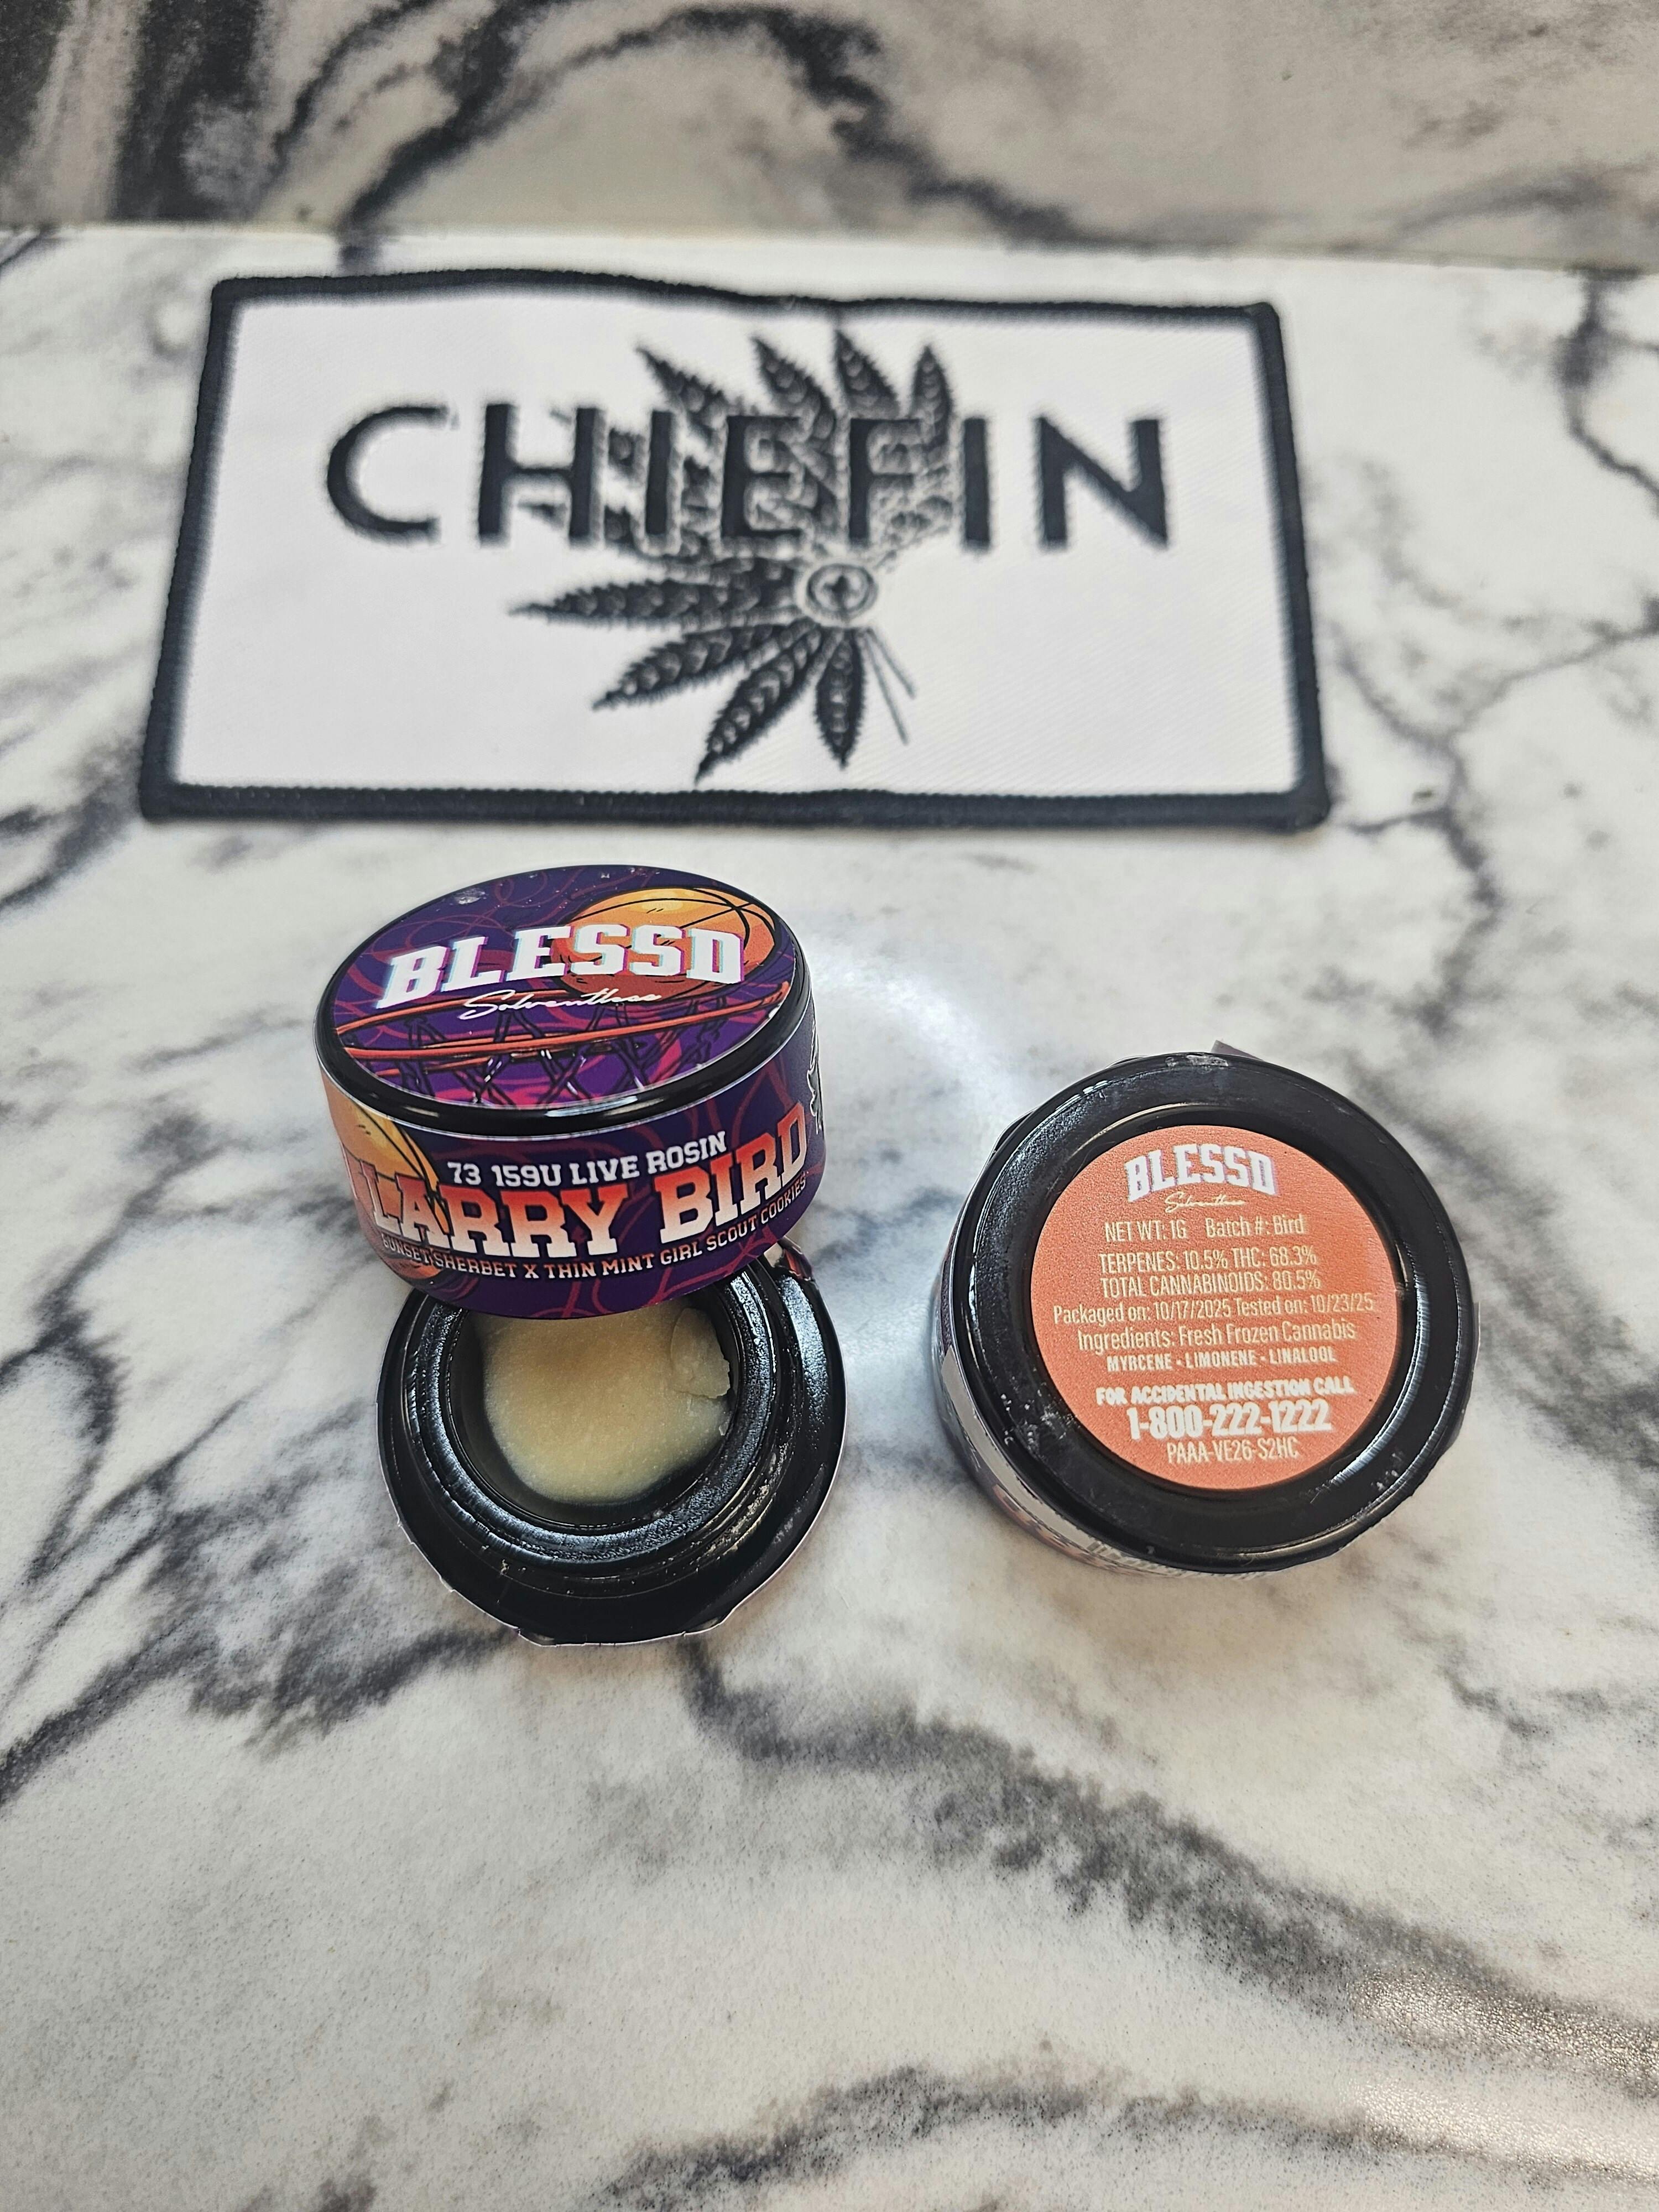 CHIEFIN
BLESSD
Solventless
73 159U LIVE ROSIN
LARRY BIRD
SUNSET SHERBET X THIN MINT GIRL SCOUT COOKIES
BLESSD
Solventless
NET WT: 1G Batch #: Bird
TERPENES: 10.5% THC: 68.3%
TOTAL CANNABINOIDS: 80.5%
Packaged on: 10/17/2025 Tested on: 10/23/25
Ingredients: Fresh Frozen Cannabis
MYRCENE - LIMONENE - LINALOOL
FOR ACCIDENTAL INGESTION CALL
1-800-222-1222
PAAA-VE26-S2HC